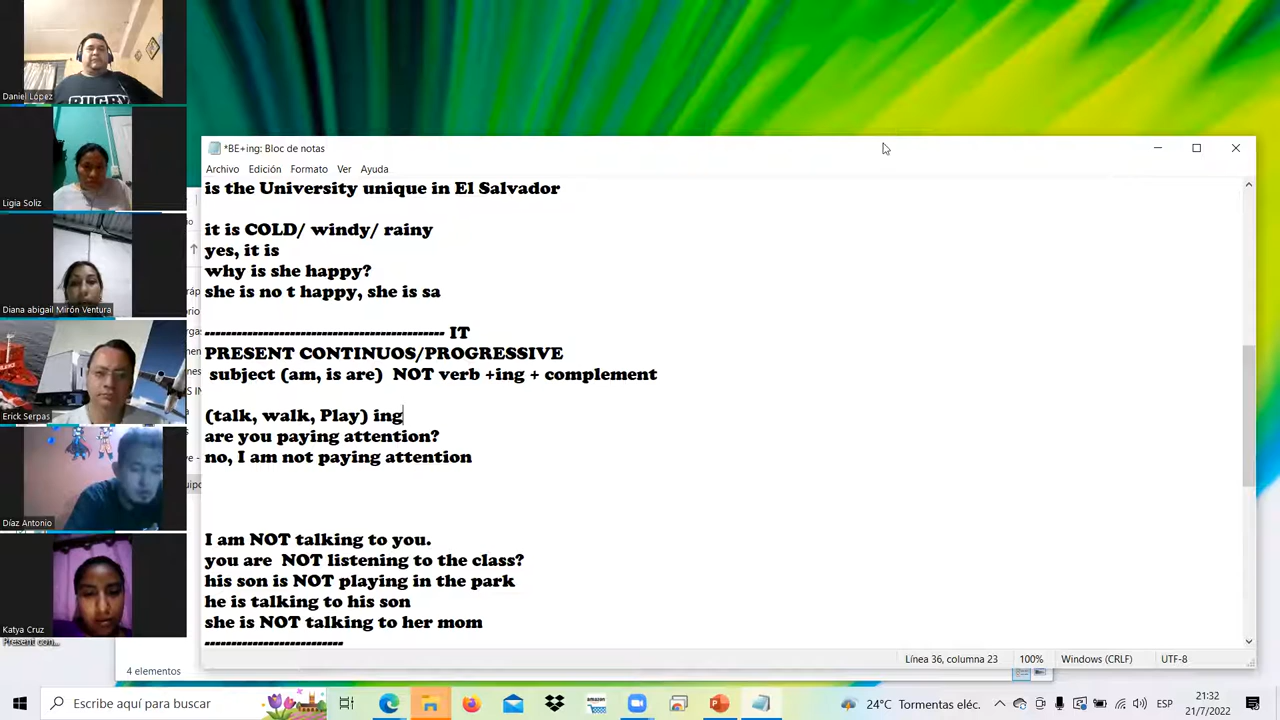 Daniel López
RUGBY
Ligia Soliz
Diana abigail Mirón Ventura
Erick Serpas
Díaz Antonio
Katya Cruz
Present con...
*BE+ing: Bloc de notas
Archivo Edición Formato Ver Ayuda
is the University unique in El Salvador
it is COLD/ windy/ rainy
yes, it is
why is she happy?
she is no t happy, she is sa
--------------------------------------------- IT
PRESENT CONTINUOS/PROGRESSIVE
subject (am, is are)  NOT verb +ing + complement
(talk, walk, Play) ing
are you paying attention?
no, I am not paying attention
I am NOT talking to you.
you are  NOT listening to the class?
his son is NOT playing in the park
he is talking to his son
she is NOT talking to her mom
--------------------------
Línea 36, columna 23 100% Windows (CRLF) UTF-8
4 elementos
Escribe aquí para buscar
amazon
24°C Tormentas eléc.
ESP
21:32
21/7/2022